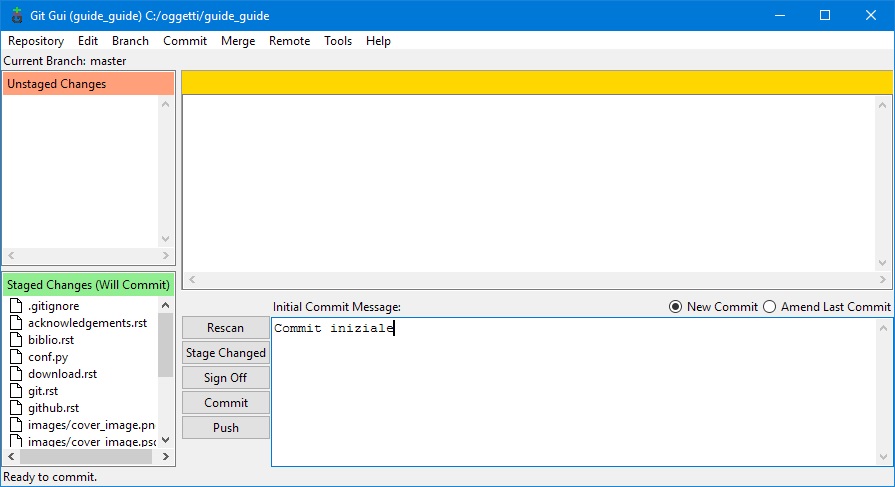 Git Gui (guide_guide) C:/oggetti/guide_guide
Repository Edit Branch Commit Merge Remote Tools Help
Current Branch: master
Unstaged Changes
Staged Changes (Will Commit)
.gitignore
acknowledgements.rst
biblio.rst
conf.py
download.rst
git.rst
github.rst
images/cover_image.pn
images/cover_image.psd
Initial Commit Message:
New Commit
Amend Last Commit
Rescan
Stage Changed
Sign Off
Commit
Push
Commit iniziale
Ready to commit.